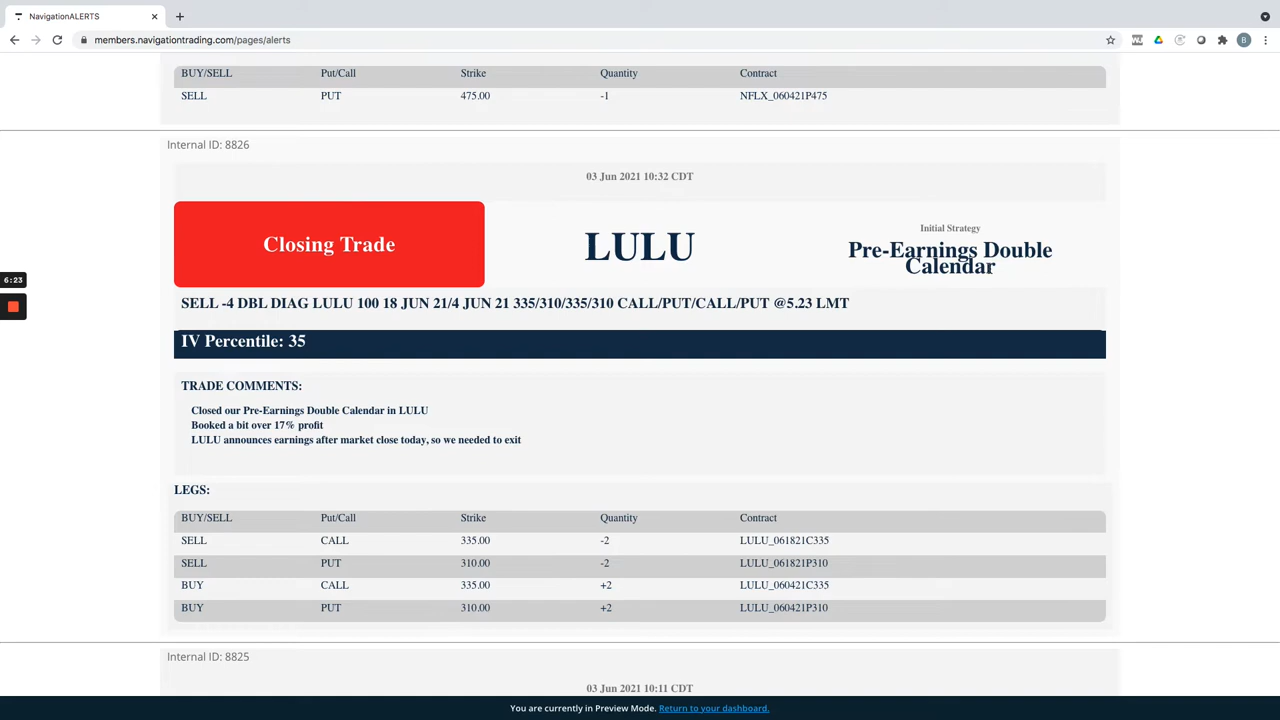 NavigationALERTS
members.navigationtrading.com/pages/alerts
B
BUY/SELL Put/Call Strike Quantity Contract
SELL PUT 475.00 -1 NFLX_060421P475
Internal ID: 8826
03 Jun 2021 10:32 CDT
Closing Trade
LULU
Initial Strategy
Pre-Earnings Double
Calendar
6:23
SELL -4 DBL DIAG LULU 100 18 JUN 21/4 JUN 21 335/310/335/310 CALL/PUT/CALL/PUT @5.23 LMT
IV Percentile: 35
TRADE COMMENTS:
Closed our Pre-Earnings Double Calendar in LULU
Booked a bit over 17% profit
LULU announces earnings after market close today, so we needed to exit
LEGS:
BUY/SELL Put/Call Strike Quantity Contract
SELL CALL 335.00 -2 LULU_061821C335
SELL PUT 310.00 -2 LULU_061821P310
BUY CALL 335.00 +2 LULU_060421C335
BUY PUT 310.00 +2 LULU_060421P310
Internal ID: 8825
03 Jun 2021 10:11 CDT
You are currently in Preview Mode. Return to your dashboard.